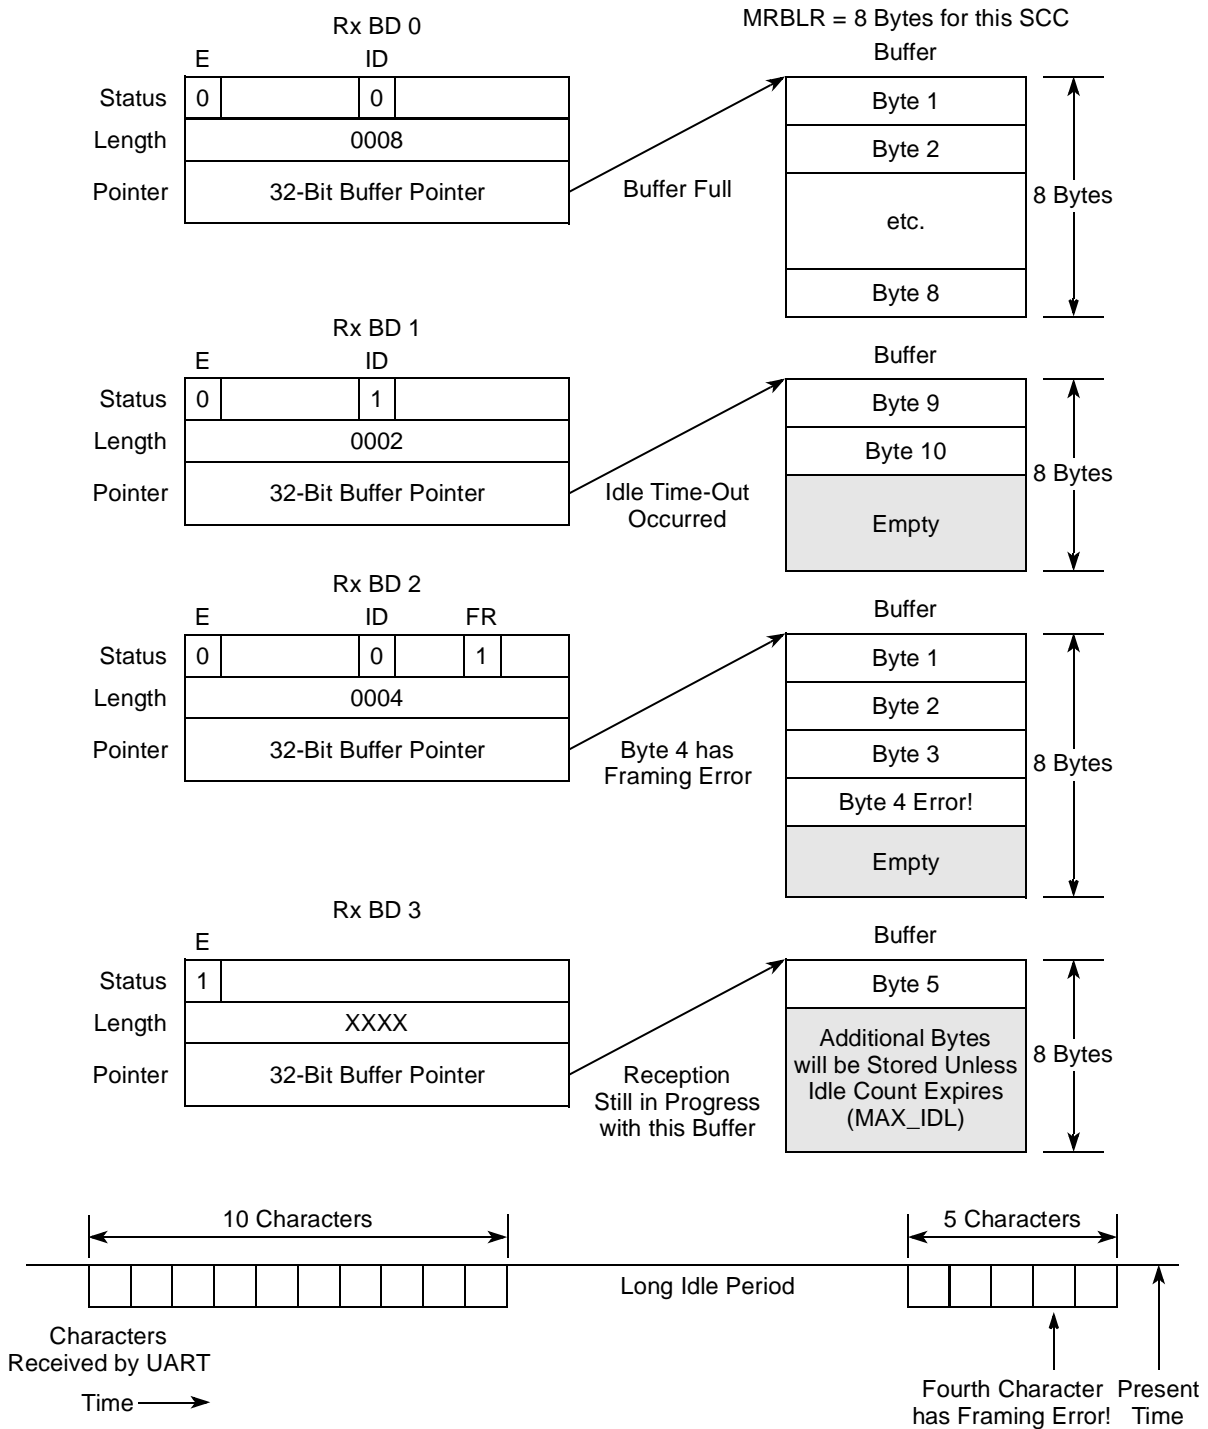 Rx BD 0
MRBLR = 8 Bytes for this SCC
E ID
Buffer
Status 0 0
Byte 1
Length 0008
Byte 2
Pointer 32-Bit Buffer Pointer
Buffer Full
8 Bytes
etc.
Byte 8
Rx BD 1
E ID
Buffer
Status 0 1
Byte 9
Length 0002
Byte 10
Pointer 32-Bit Buffer Pointer
Idle Time-Out
Occurred
8 Bytes
Empty
Rx BD 2
E ID FR
Buffer
Status 0 0 1
Byte 1
Length 0004
Byte 2
Pointer 32-Bit Buffer Pointer
Byte 4 has
Framing Error
Byte 3
8 Bytes
Byte 4 Error!
Empty
Rx BD 3
E
Buffer
Status 1
Byte 5
Length XXXX
Pointer 32-Bit Buffer Pointer
Reception
Still in Progress
with this Buffer
Additional Bytes
will be Stored Unless
Idle Count Expires
(MAX_IDL)
8 Bytes
10 Characters
5 Characters
Long Idle Period
Characters
Received by UART
Time
Fourth Character
has Framing Error!
Present
Time